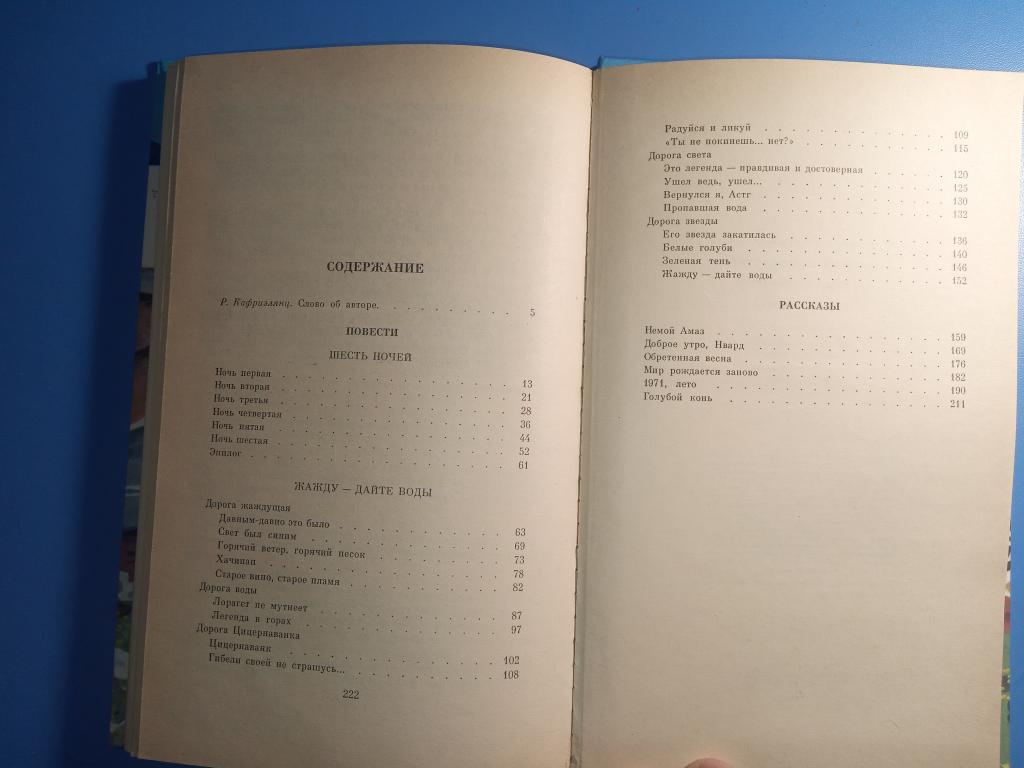 СОДЕРЖАНИЕ
Р. Кафриэлянц. Слово об авторе. . . . . . . . . . 5
ПОВЕСТИ
ШЕСТЬ НОЧЕЙ
Ночь первая . . . . . . . . . . 13
Ночь вторая . . . . . . . . . . 21
Ночь третья . . . . . . . . . . 28
Ночь четвертая . . . . . . . . . . 36
Ночь пятая . . . . . . . . . . 44
Ночь шестая . . . . . . . . . . 52
Эпилог . . . . . . . . . . 61
ЖАЖДУ — ДАЙТЕ ВОДЫ
Дорога жаждущая
Давным-давно это было . . . . . . . . . . 63
Свет был синим . . . . . . . . . . 69
Горячий ветер, горячий песок . . . . . . . . . . 73
Хачипап . . . . . . . . . . 78
Старое вино, старое пламя . . . . . . . . . . 82
Дорога воды
Лорагет не мутнеет . . . . . . . . . . 87
Легенда в горах . . . . . . . . . . 97
Дорога Цицернаванка
Цицернаванк . . . . . . . . . . 102
Гибели своей не страшусь... . . . . . . . . . . 108
222
Радуйся и ликуй . . . . . . . . . . 109
«Ты не покинешь... нет?» . . . . . . . . . . 115
Дорога света
Это легенда — правдивая и достоверная . . . . . 120
Ушел ведь, ушел... . . . . . . . . . . 125
Вернулся я, Астг . . . . . . . . . . 130
Пропавшая вода . . . . . . . . . . 132
Дорога звезды
Его звезда закатилась . . . . . . . . . . 136
Белые голуби . . . . . . . . . . 140
Зеленая тень . . . . . . . . . . 146
Жажду — дайте воды . . . . . . . . . . 152
РАССКАЗЫ
Немой Амаз . . . . . . . . . . 159
Доброе утро, Нвард . . . . . . . . . . 169
Обретенная весна . . . . . . . . . . 176
Мир рождается заново . . . . . . . . . . 182
1971, лето . . . . . . . . . . 190
Голубой конь . . . . . . . . . . 211